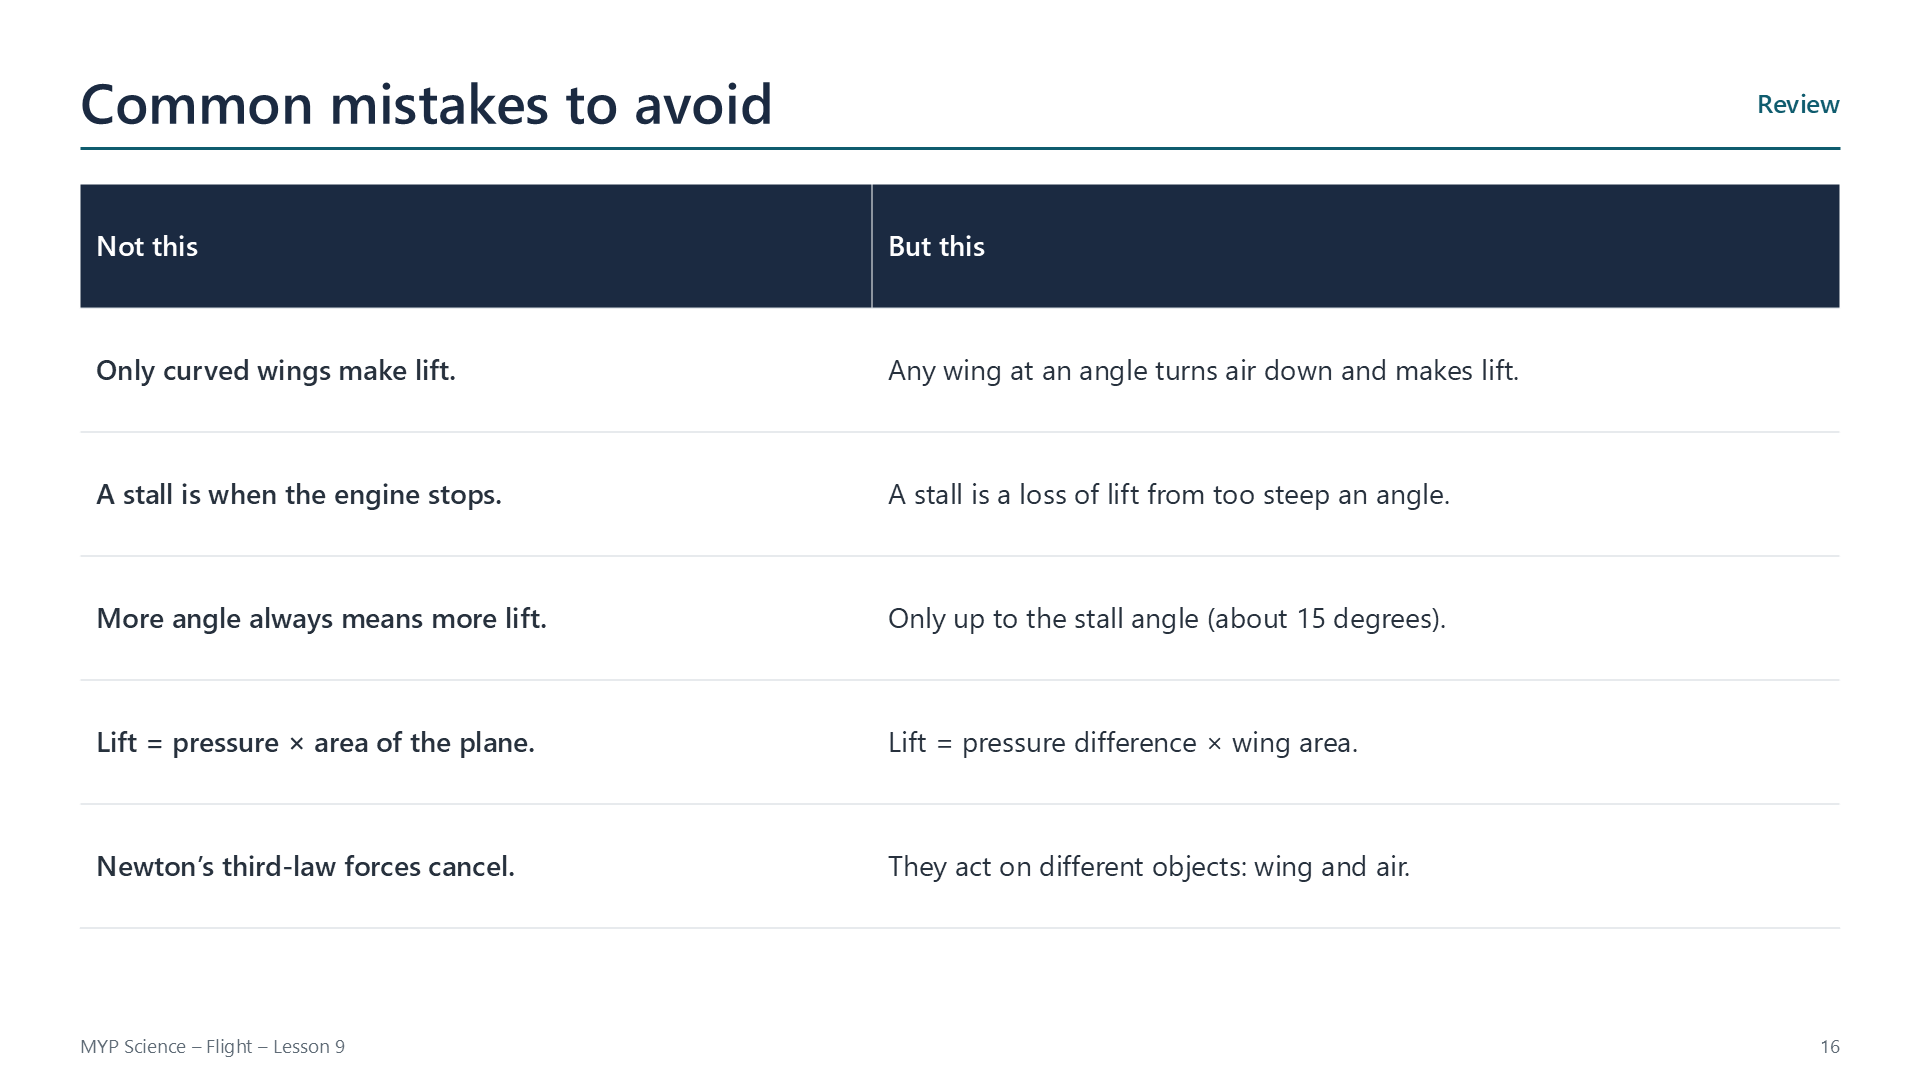 Common mistakes to avoid
Review
Not this
But this
Only curved wings make lift.
Any wing at an angle turns air down and makes lift.
A stall is when the engine stops.
A stall is a loss of lift from too steep an angle.
More angle always means more lift.
Only up to the stall angle (about 15 degrees).
Lift = pressure × area of the plane.
Lift = pressure difference × wing area.
Newton’s third-law forces cancel.
They act on different objects: wing and air.
MYP Science – Flight – Lesson 9
16